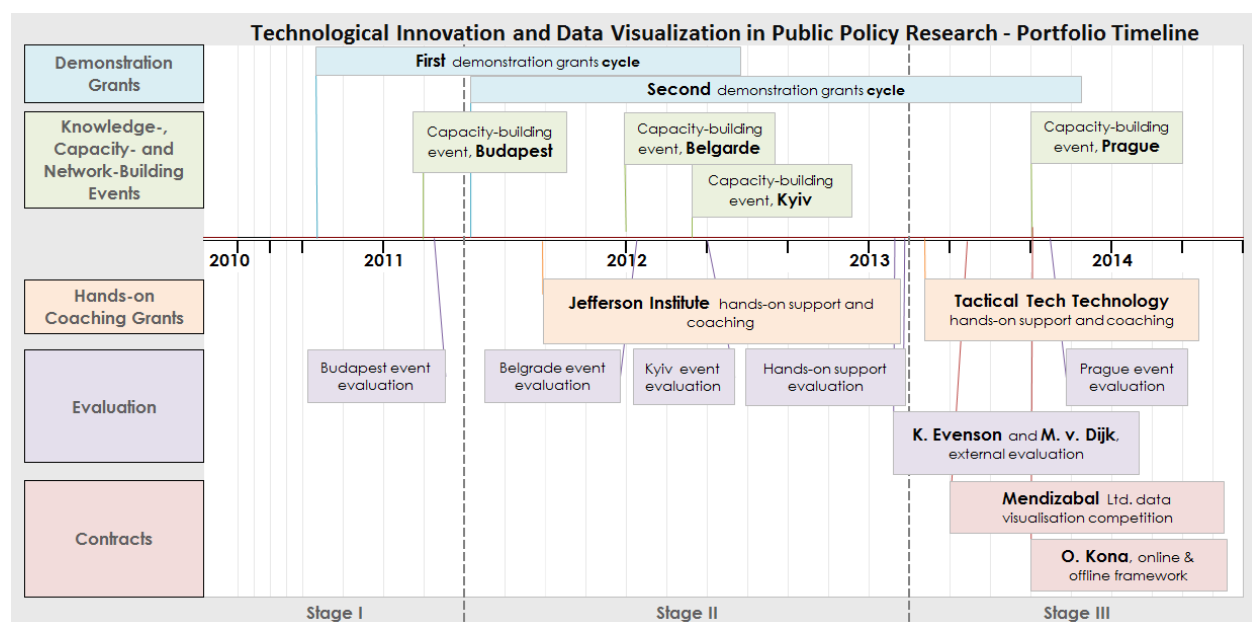 Technological Innovation and Data Visualization in Public Policy Research - Portfolio Timeline
Demonstration
Grants
First demonstration grants cycle
Second demonstration grants cycle
Knowledge-,
Capacity- and
Network-Building
Events
Capacity-building
event, Budapest
Capacity-building
event, Belgarde
Capacity-building
event, Kyiv
Capacity-building
event, Prague
2010
2011
2012
2013
2014
Hands-on
Coaching Grants
Jefferson Institute hands-on support and
coaching
Tactical Tech Technology
hands-on support and coaching
Evaluation
Budapest event
evaluation
Belgrade event
evaluation
Kyiv event
evaluation
Hands-on support
evaluation
Prague event
evaluation
K. Evenson and M. v. Dijk,
external evaluation
Contracts
Mendizabal Ltd. data
visualisation competition
O. Kona, online &
offline framework
Stage I
Stage II
Stage III